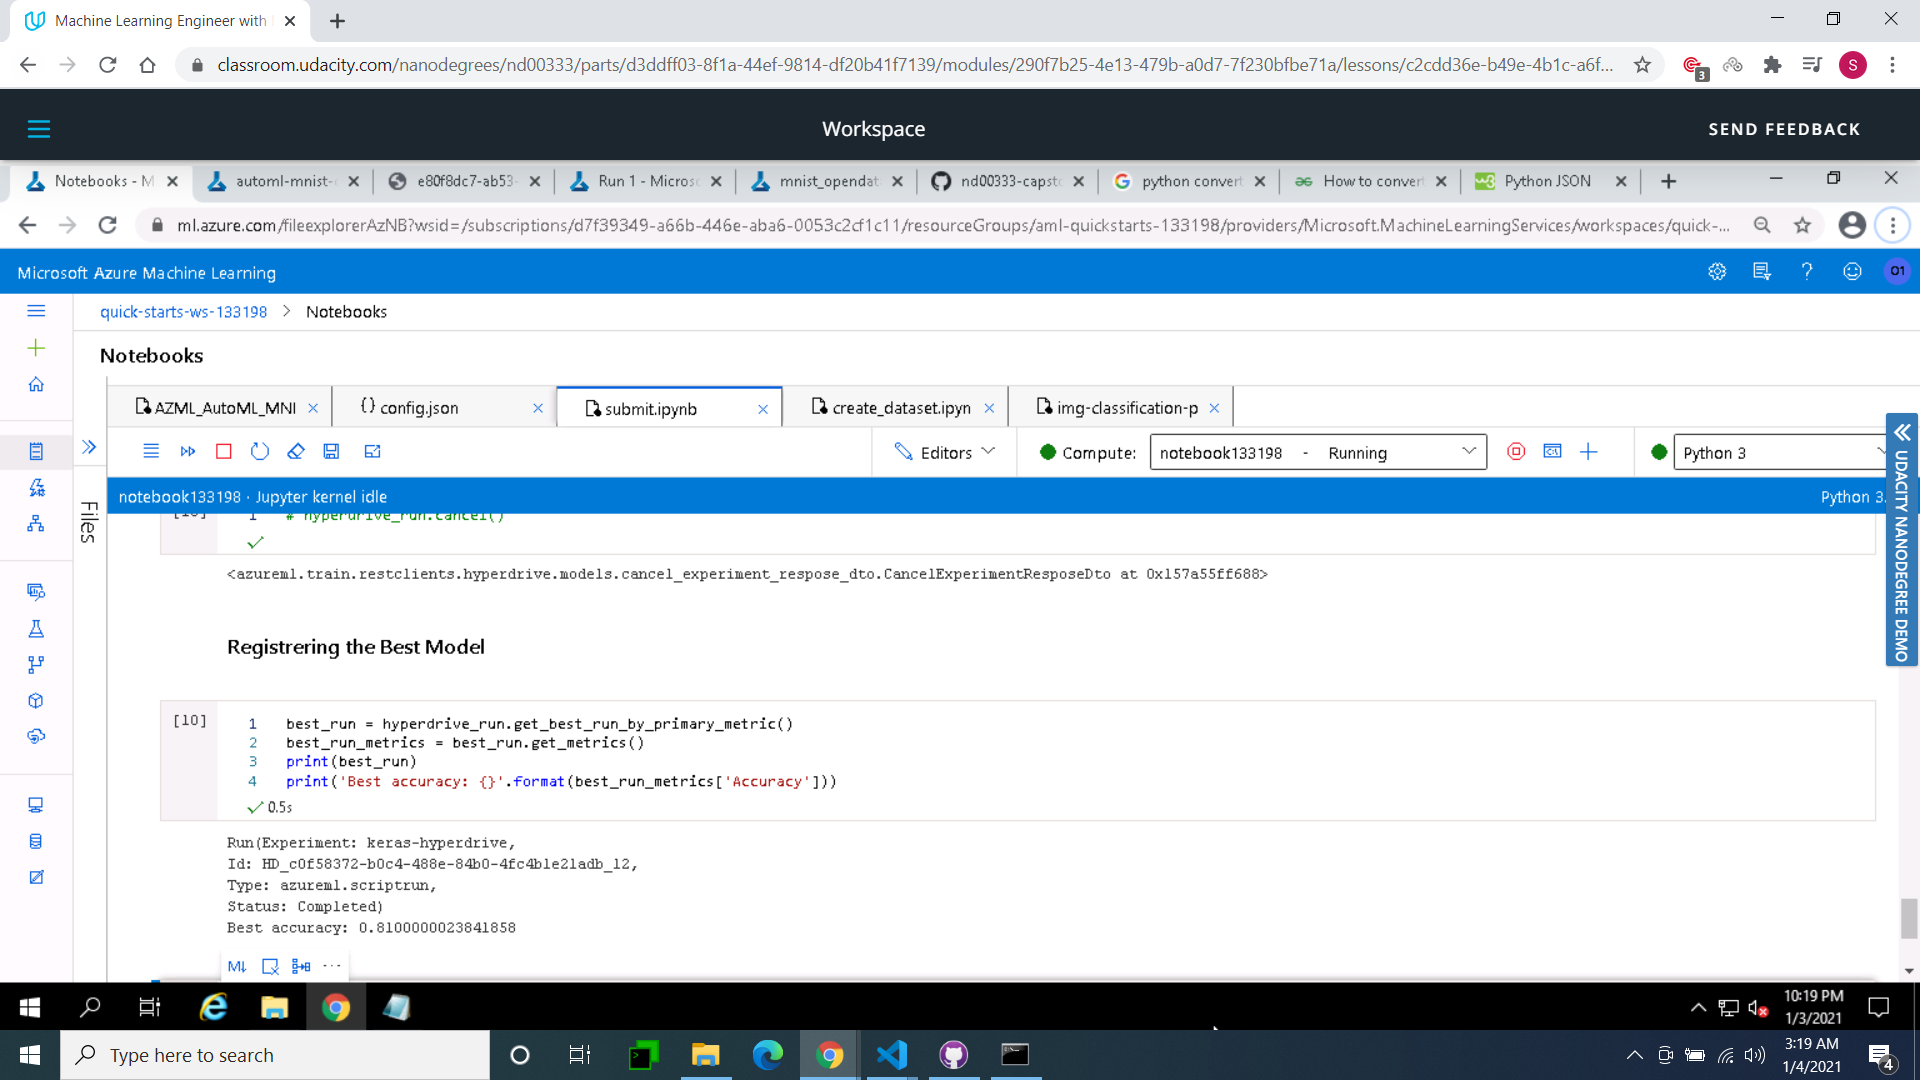 Machine Learning Engineer with
classroom.udacity.com/nanodegrees/nd00333/parts/d3ddff03-8f1a-44ef-9814-df20b41f7139/modules/290f7b25-4e13-479b-a0d7-7f230bfbe71a/lessons/c2cdd36e-b49e-4b1c-a6f...
3
S
Workspace
SEND FEEDBACK
Notebooks - M
automl-mnist-
e80f8dc7-ab53-
Run 1 - Microsc
mnist_opendat
nd00333-capsto
python convert
How to convert
Python JSON
ml.azure.com/fileexplorerAzNB?wsid=/subscriptions/d7f39349-a66b-446e-aba6-0053c2cf1c11/resourceGroups/aml-quickstarts-133198/providers/Microsoft.MachineLearningServices/workspaces/quick-...
Microsoft Azure Machine Learning
01
quick-starts-ws-133198 > Notebooks
Notebooks
AZML_AutoML_MNI
{} config.json
submit.ipynb
create_dataset.ipyn
img-classification-p
Editors
Compute:
notebook133198 - Running
Python 3
notebook133198 · Jupyter kernel idle
Python 3.
Files
UDACITY NANODEGREE DEMO
1 # hyperdrive_run.cancel()
<azureml.train.restclients.hyperdrive.models.cancel_experiment_respose_dto.CancelExperimentResposeDto at 0x157a55ff688>
Registrering the Best Model
[10]
1 best_run = hyperdrive_run.get_best_run_by_primary_metric()
2 best_run_metrics = best_run.get_metrics()
3 print(best_run)
4 print('Best accuracy: {}'.format(best_run_metrics['Accuracy']))
0.5s
Run(Experiment: keras-hyperdrive,
Id: HD_c0f58372-b0c4-488e-84b0-4fc4b1e21adb_12,
Type: azureml.scriptrun,
Status: Completed)
Best accuracy: 0.8100000023841858
M↓
10:19 PM
1/3/2021
Type here to search
3:19 AM
1/4/2021
4